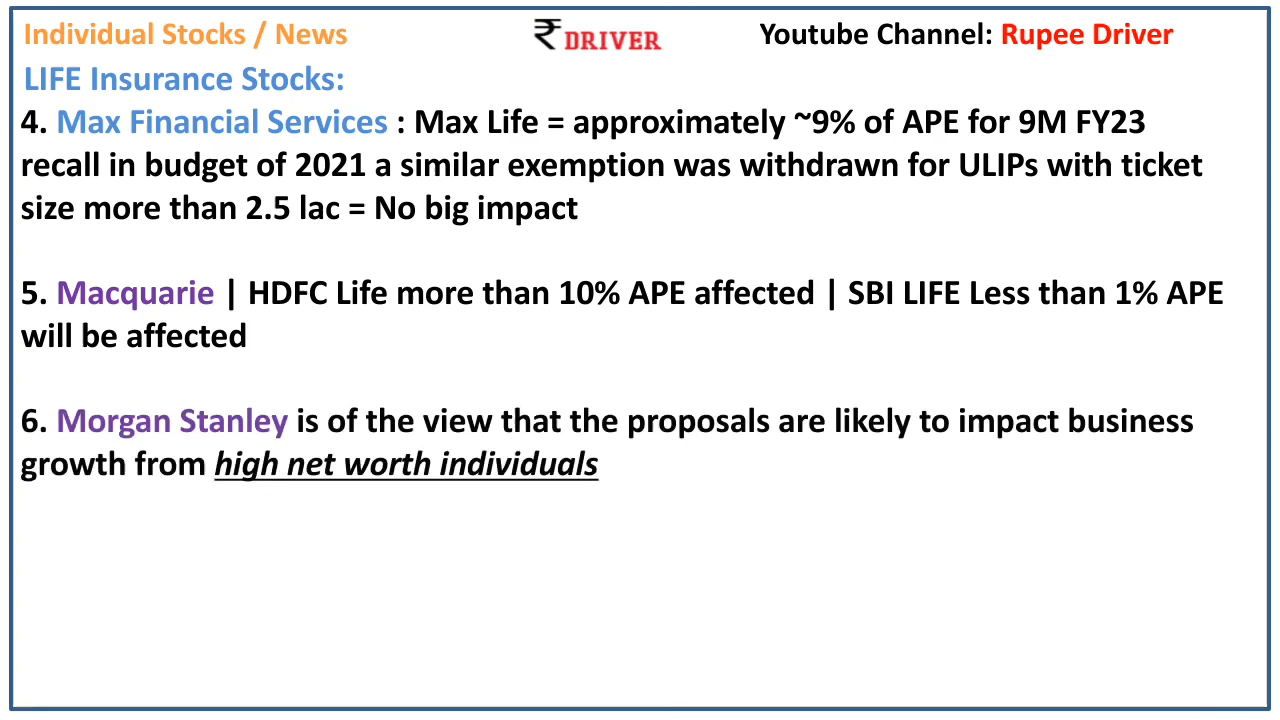 Individual Stocks / News
₹ DRIVER
Youtube Channel: Rupee Driver
LIFE Insurance Stocks:
4. Max Financial Services : Max Life = approximately ~9% of APE for 9M FY23
recall in budget of 2021 a similar exemption was withdrawn for ULIPs with ticket
size more than 2.5 lac = No big impact
5. Macquarie | HDFC Life more than 10% APE affected | SBI LIFE Less than 1% APE
will be affected
6. Morgan Stanley is of the view that the proposals are likely to impact business
growth from high net worth individuals